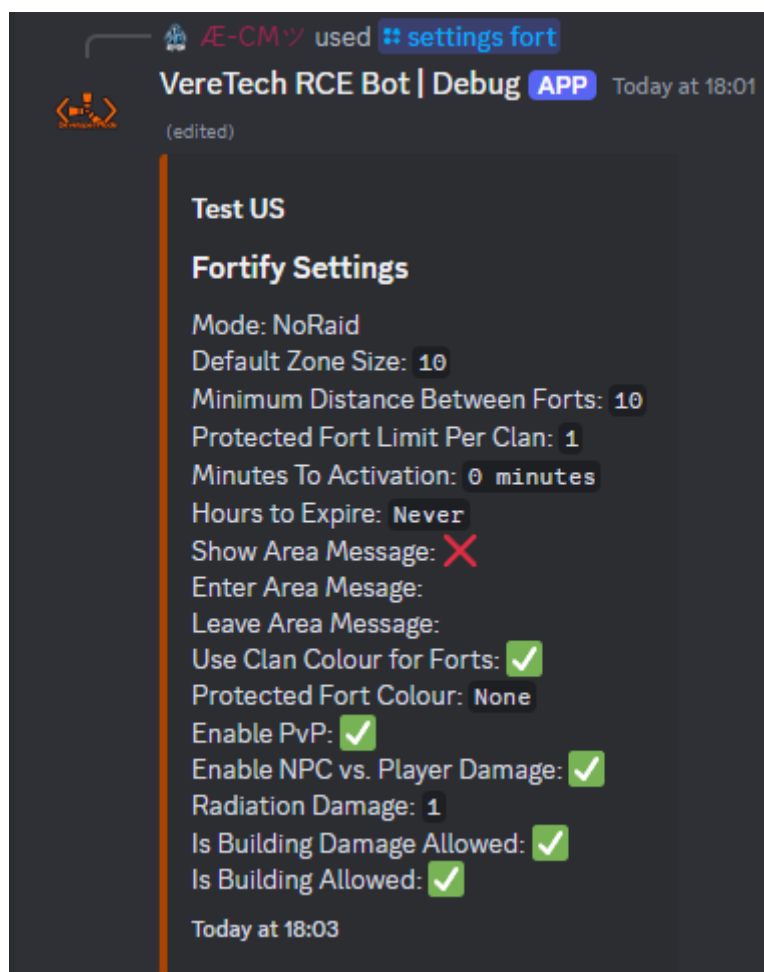 Æ-CMツ used settings fort
VereTech RCE Bot | Debug APP Today at 18:01
(edited)
Test US
Fortify Settings
Mode: NoRaid
Default Zone Size: 10
Minimum Distance Between Forts: 10
Protected Fort Limit Per Clan: 1
Minutes To Activation: 0 minutes
Hours to Expire: Never
Show Area Message: ❌
Enter Area Mesage:
Leave Area Message:
Use Clan Colour for Forts: ✅
Protected Fort Colour: None
Enable PvP: ✅
Enable NPC vs. Player Damage: ✅
Radiation Damage: 1
Is Building Damage Allowed: ✅
Is Building Allowed: ✅
Today at 18:03